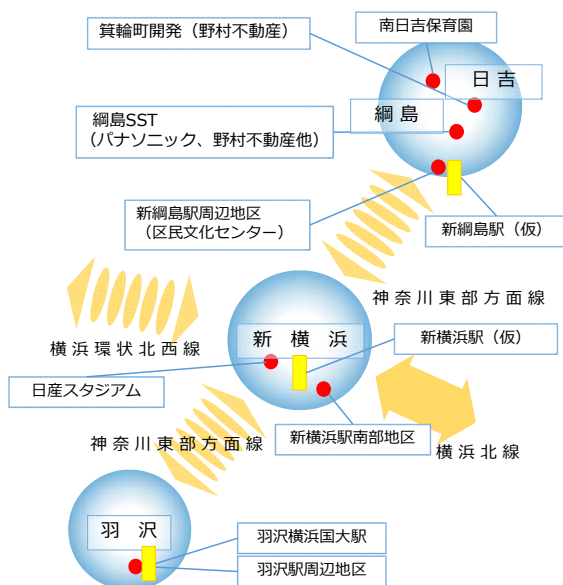 箕輪町開発（野村不動産）
南日吉保育園
日 吉
綱 島
綱島SST
（パナソニック、野村不動産他）
新綱島駅周辺地区
（区民文化センター）
新綱島駅（仮）
神奈川東部方面線
横浜環状北西線
新 横 浜
新横浜駅（仮）
日産スタジアム
新横浜駅南部地区
横浜北線
神奈川東部方面線
羽 沢
羽沢横浜国大駅
羽沢駅周辺地区